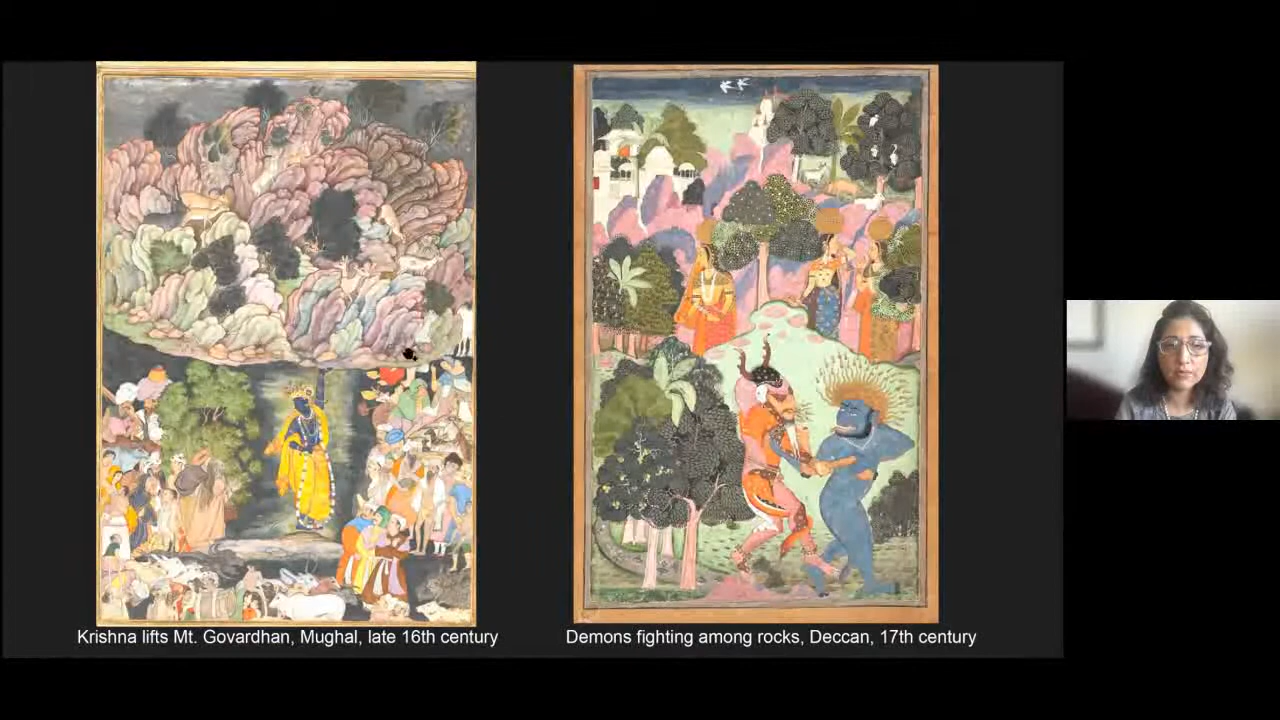 Krishna lifts Mt. Govardhan, Mughal, late 16th century
Demons fighting among rocks, Deccan, 17th century